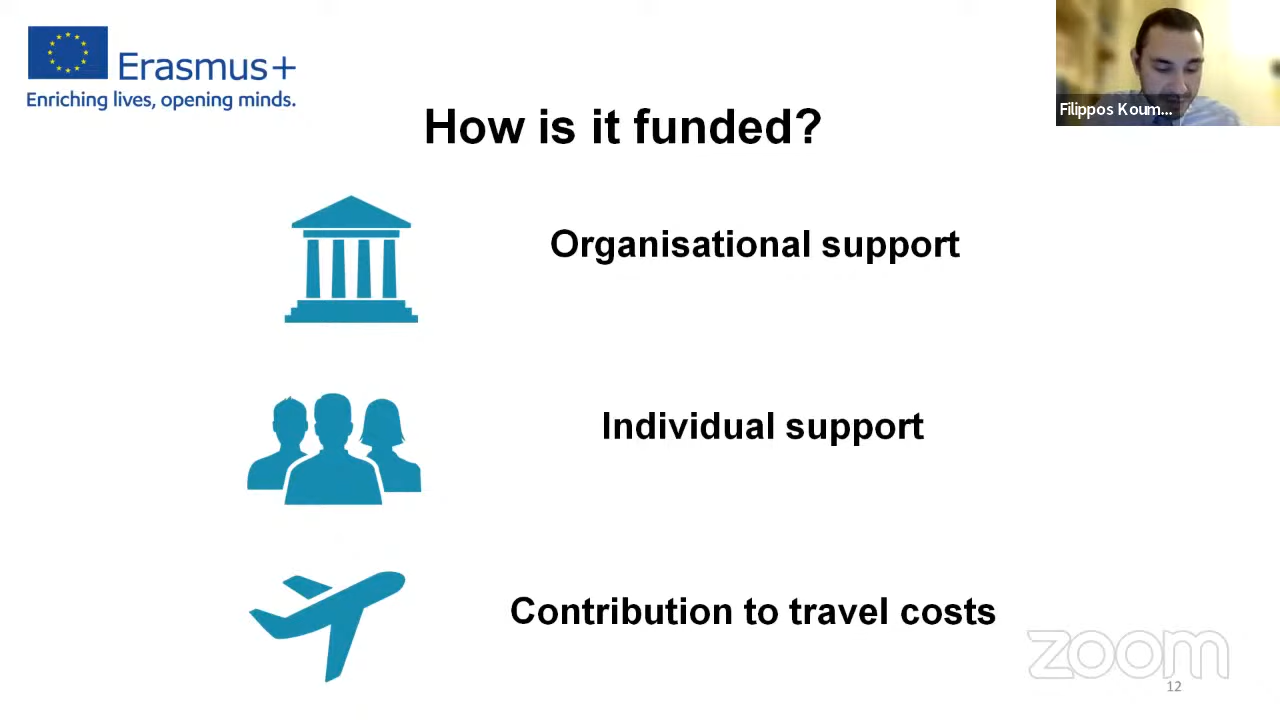 Erasmus+
Enriching lives, opening minds.
Filippos Koum...
How is it funded?
Organisational support
Individual support
Contribution to travel costs
zoom
12